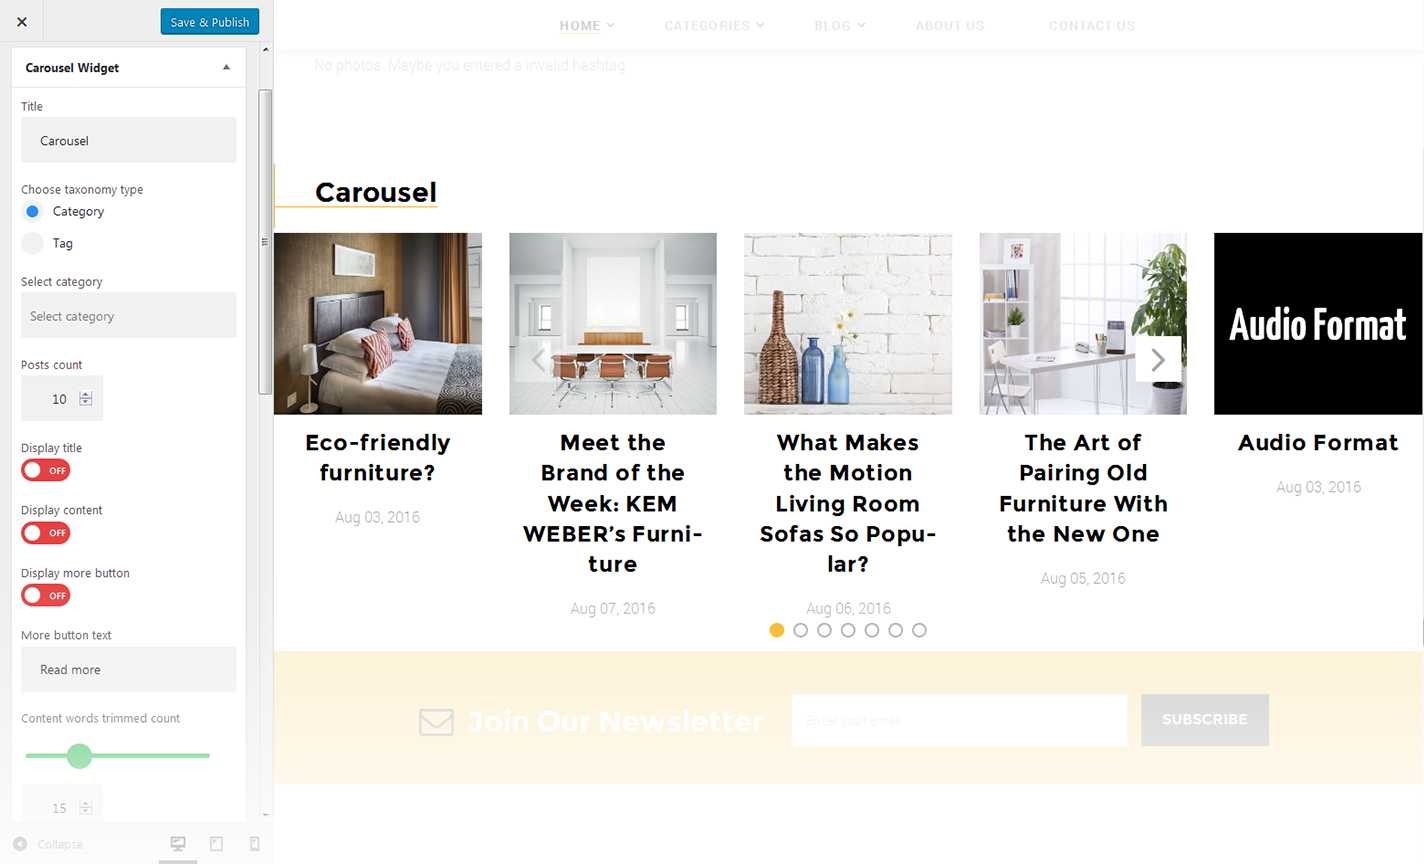 Save & Publish
Carousel Widget
Title
Carousel
Choose taxonomy type
Category
Tag
Select category
Select category
Posts count
10
Display title
OFF
Display content
OFF
Display more button
OFF
More button text
Read more
Content words trimmed count
15
Collapse
HOME
CATEGORIES
BLOG
ABOUT US
CONTACT US
No photos. Maybe you entered a invalid hashtag
Carousel
Eco-friendly
furniture?
Aug 03, 2016
Meet the
Brand of the
Week: KEM
WEBER’s Furni-
ture
Aug 07, 2016
What Makes
the Motion
Living Room
Sofas So Popu-
lar?
Aug 06, 2016
The Art of
Pairing Old
Furniture With
the New One
Aug 05, 2016
Audio Format
Audio Format
Aug 03, 2016
Join Our Newsletter
Enter your email
SUBSCRIBE